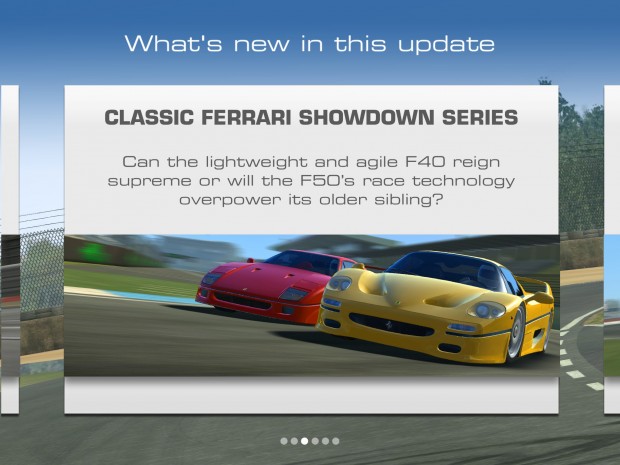 What's new in this update
CLASSIC FERRARI SHOWDOWN SERIES
Can the lightweight and agile F40 reign
supreme or will the F50's race technology
overpower its older sibling?